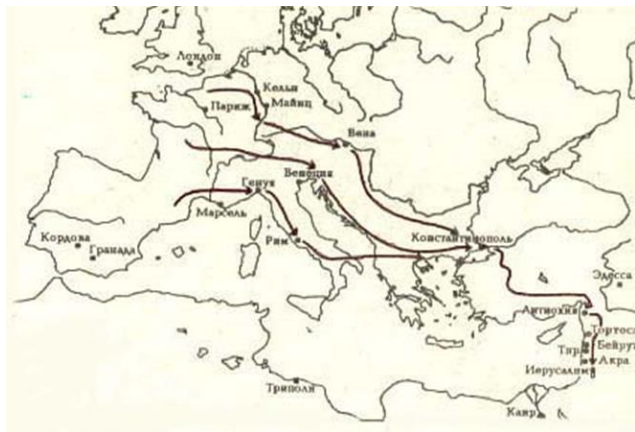 Лондон
Кельн
Майнц
Париж
Вена
Венеция
Генуя
Марсель
Рим
Кордова
Гранада
Константинополь
Эдесса
Антиохия
Тортоса
Бейрут
Тир
Акра
Иерусалим
Триполи
Каир